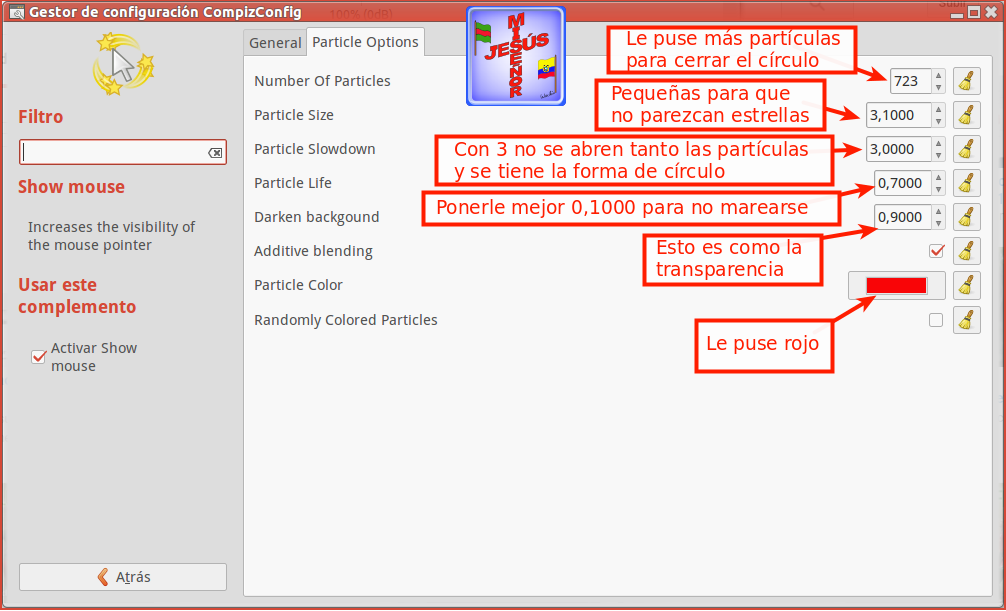 Gestor de configuración CompizConfig
General
Particle Options
MISEÑOR
JESÚS
Filtro
Show mouse
Increases the visibility of
the mouse pointer
Usar este
complemento
Activar Show
mouse
Atrás
Number Of Particles
723
Le puse más partículas
para cerrar el círculo
Particle Size
3,1000
Pequeñas para que
no parezcan estrellas
Particle Slowdown
3,0000
Con 3 no se abren tanto las partículas
y se tiene la forma de círculo
Particle Life
0,7000
Ponerle mejor 0,1000 para no marearse
Darken backgound
0,9000
Esto es como la
transparencia
Additive blending
Particle Color
Le puse rojo
Randomly Colored Particles